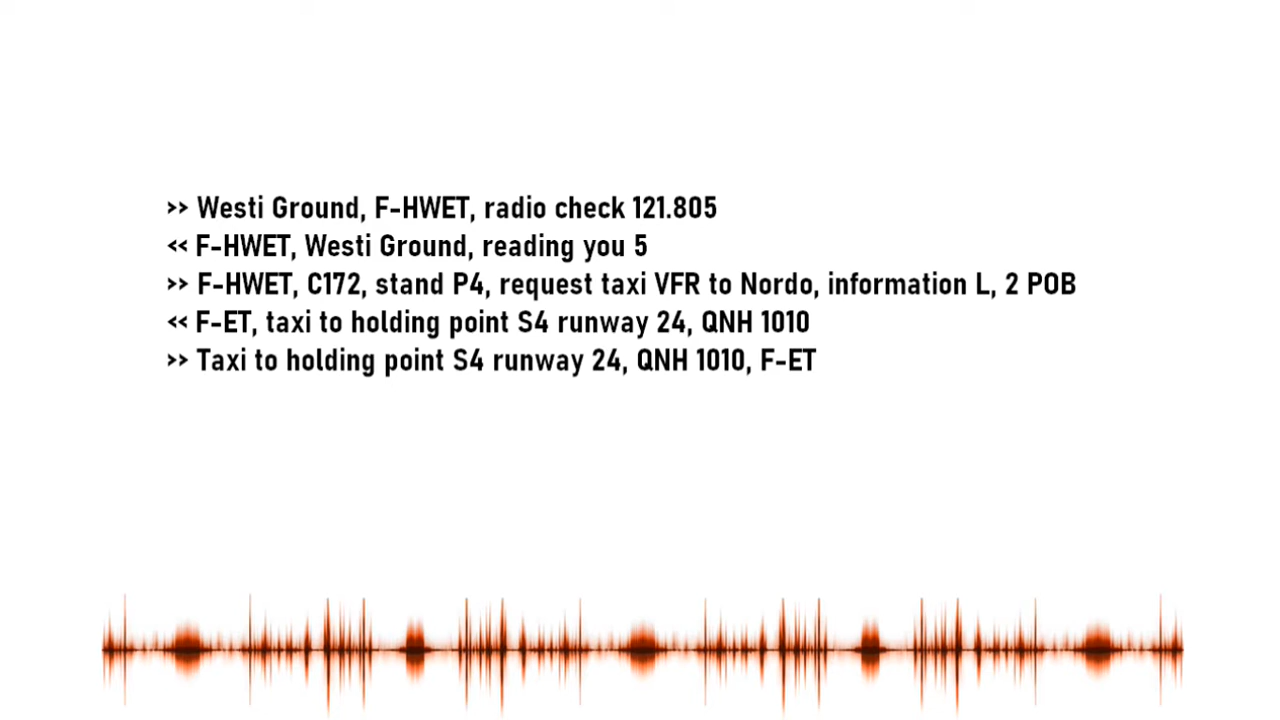 >> Westi Ground, F-HWET, radio check 121.805
<< F-HWET, Westi Ground, reading you 5
>> F-HWET, C172, stand P4, request taxi VFR to Nordo, information L, 2 POB
<< F-ET, taxi to holding point S4 runway 24, QNH 1010
>> Taxi to holding point S4 runway 24, QNH 1010, F-ET